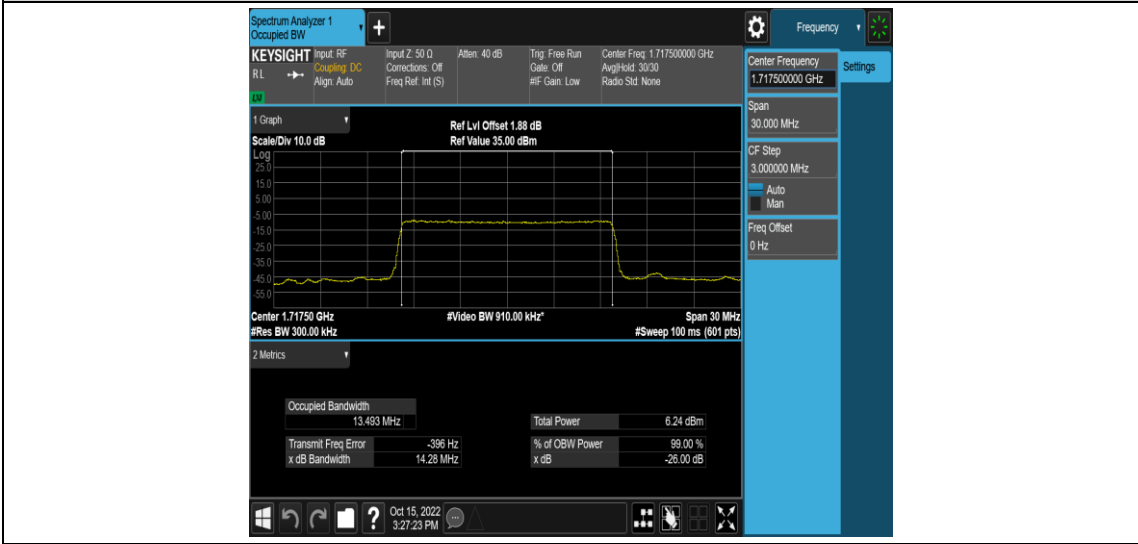 Spectrum Analyzer 1
Occupied BW
+
Frequency
KEYSIGHT Input: RF Input Z: 50 Ω Atten: 40 dB Trig: Free Run Center Freq: 1.717500000 GHz
RL Coupling: DC Corrections: Off Gate: Off Avg|Hold: 30/30
Align: Auto Freq Ref: Int (S) #IF Gain: Low Radio Std: None
LXI
Center Frequency
1.717500000 GHz
Settings
Span
30.000 MHz
CF Step
3.000000 MHz
Auto
Man
Freq Offset
0 Hz
1 Graph
Ref Lvl Offset 1.88 dB
Scale/Div 10.0 dB Ref Value 35.00 dBm
Log
25.0
15.0
5.00
-5.00
-15.0
-25.0
-35.0
-45.0
-55.0
Center 1.71750 GHz #Video BW 910.00 kHz* Span 30 MHz
#Res BW 300.00 kHz #Sweep 100 ms (601 pts)
2 Metrics
Occupied Bandwidth
13.493 MHz
Total Power 6.24 dBm
Transmit Freq Error -396 Hz % of OBW Power 99.00 %
x dB Bandwidth 14.28 MHz x dB -26.00 dB
?
Oct 15, 2022
3:27:23 PM